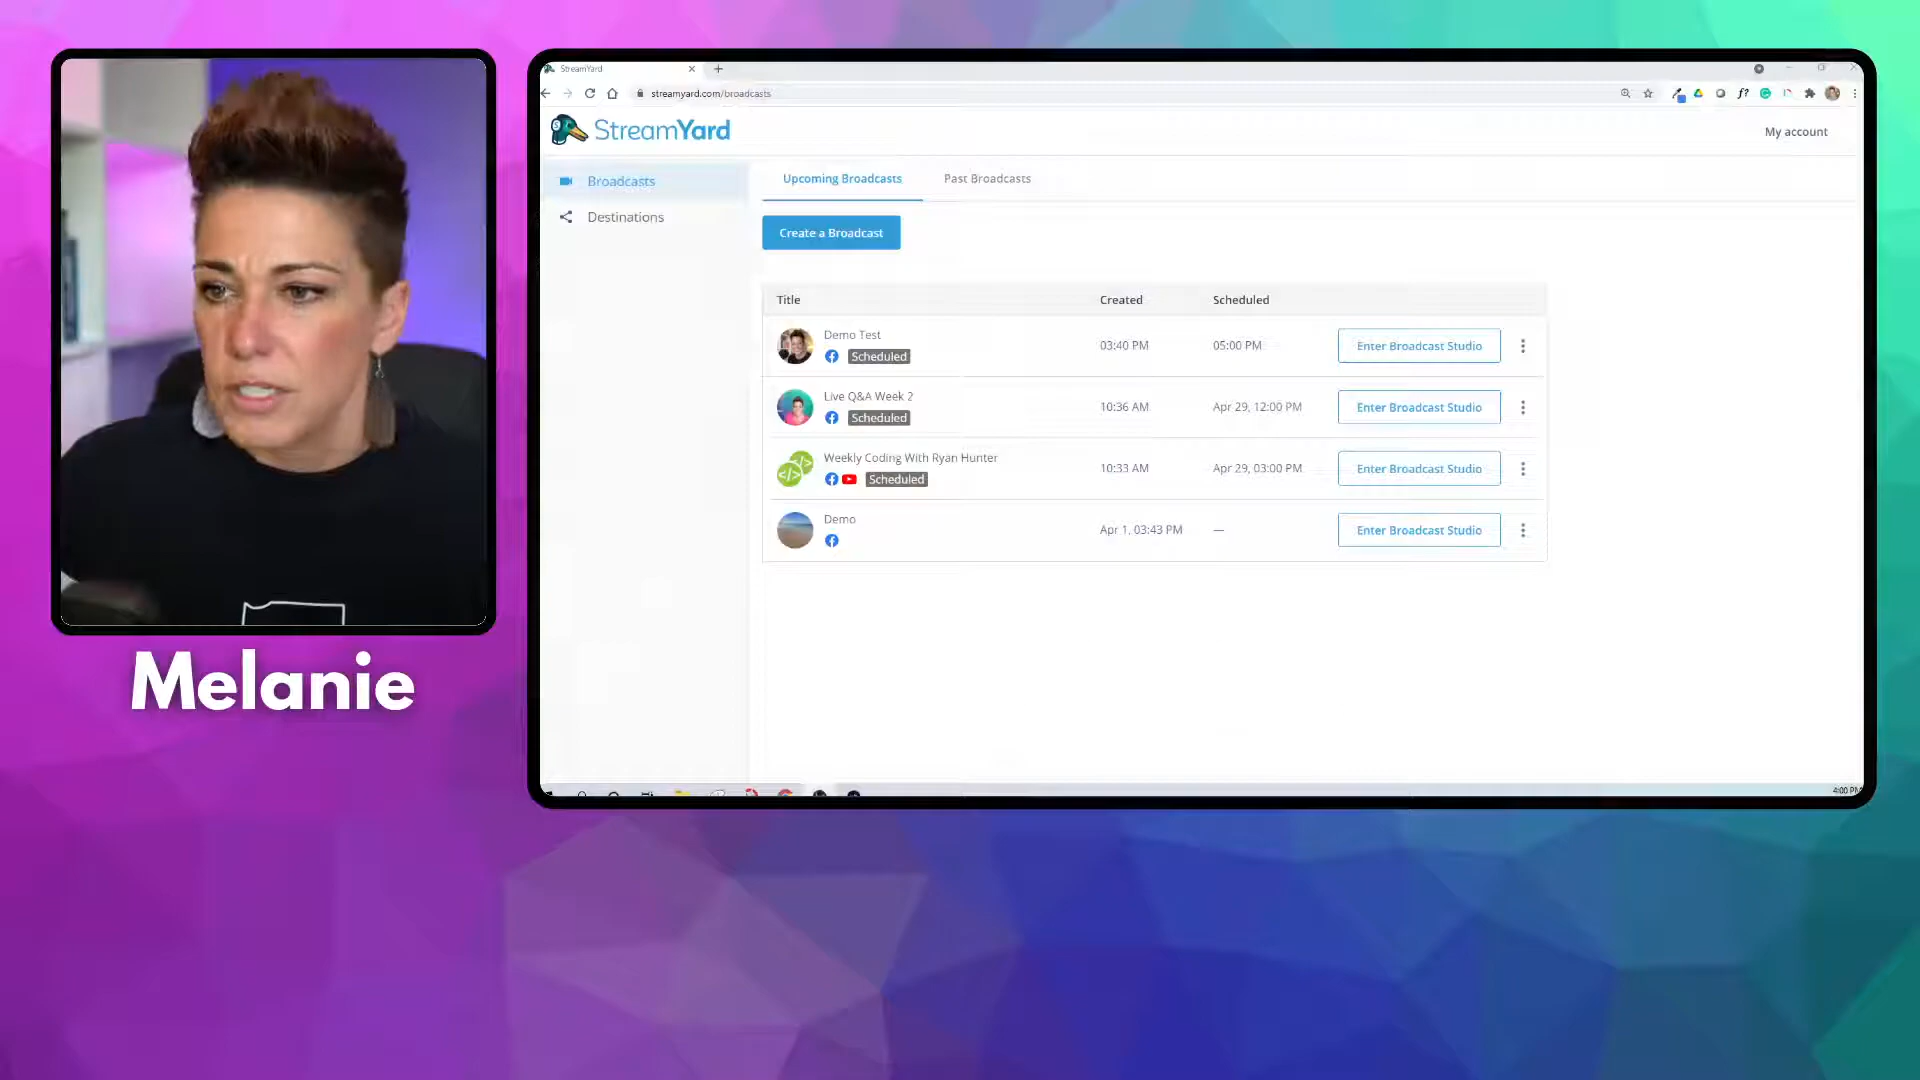 StreamYard
streamyard.com/broadcasts
StreamYard
My account
Broadcasts
Destinations
Upcoming Broadcasts
Past Broadcasts
Create a Broadcast
Title
Created
Scheduled
Demo Test
Scheduled
03:40 PM
05:00 PM
Enter Broadcast Studio
Live Q&A Week 2
Scheduled
10:36 AM
Apr 29, 12:00 PM
Enter Broadcast Studio
Weekly Coding With Ryan Hunter
Scheduled
10:33 AM
Apr 29, 03:00 PM
Enter Broadcast Studio
Demo
Apr 1, 03:43 PM
—
Enter Broadcast Studio
4:00 PM
Melanie